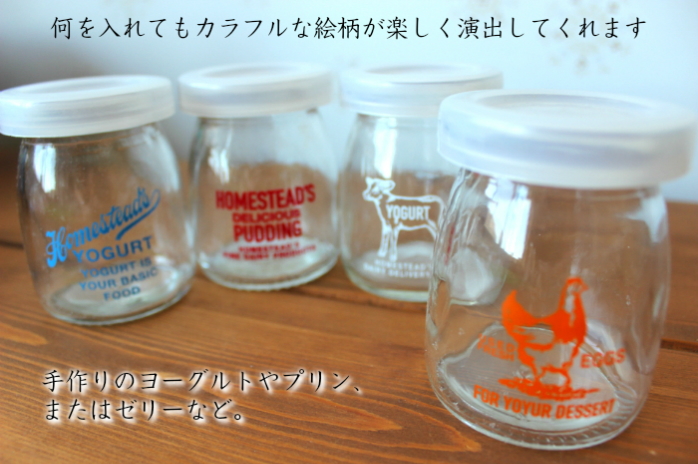 何を入れてもカラフルな絵柄が楽しく演出してくれます
Homestead's
YOGURT
YOGURT IS
YOUR BASIC
FOOD
HOMESTEAD'S
DELICIOUS
PUDDING
HOMESTEAD'S
YOGURT
HOMESTEAD'S
EGGS
FOR YOYUR DESSERT
手作りのヨーグルトやプリン、
またはゼリーなど。